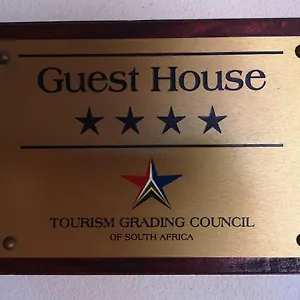 Guest House
TOURISM GRADING COUNCIL
OF SOUTH AFRICA